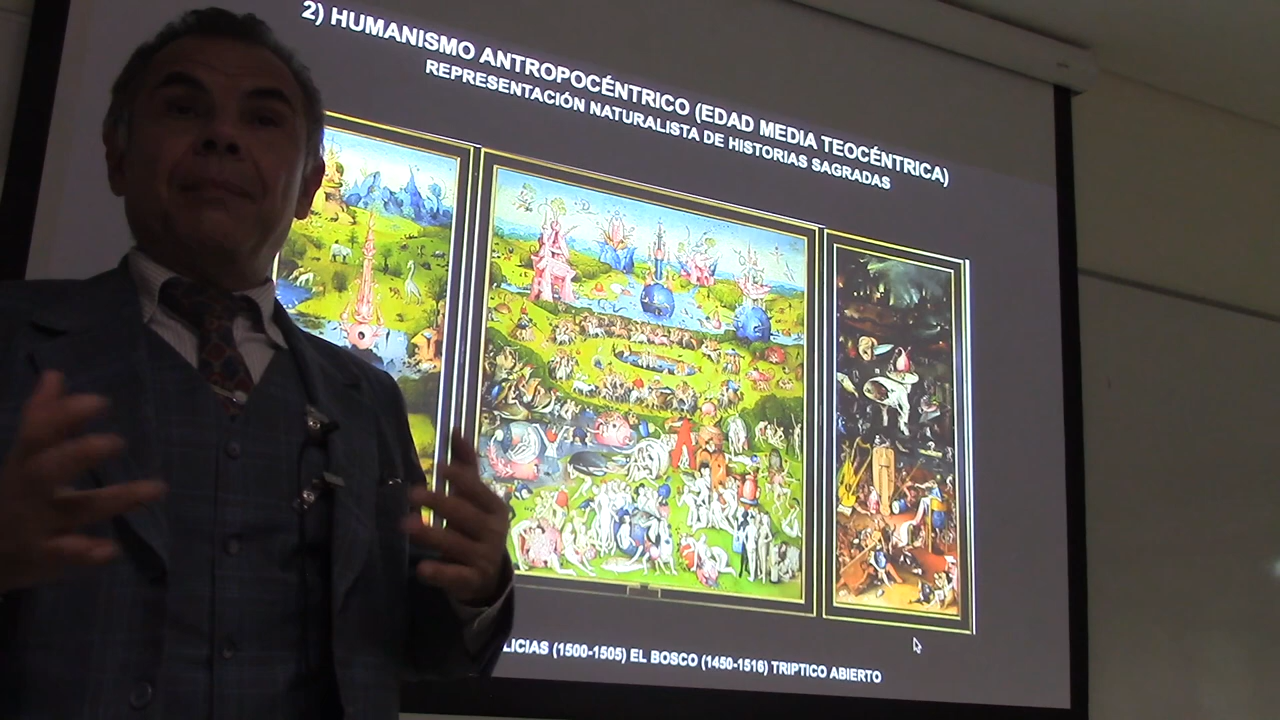 2) HUMANISMO ANTROPOCÉNTRICO (EDAD MEDIA TEOCÉNTRICA)
REPRESENTACIÓN NATURALISTA DE HISTORIAS SAGRADAS
LICIAS (1500-1505) EL BOSCO (1450-1516) TRIPTICO ABIERTO